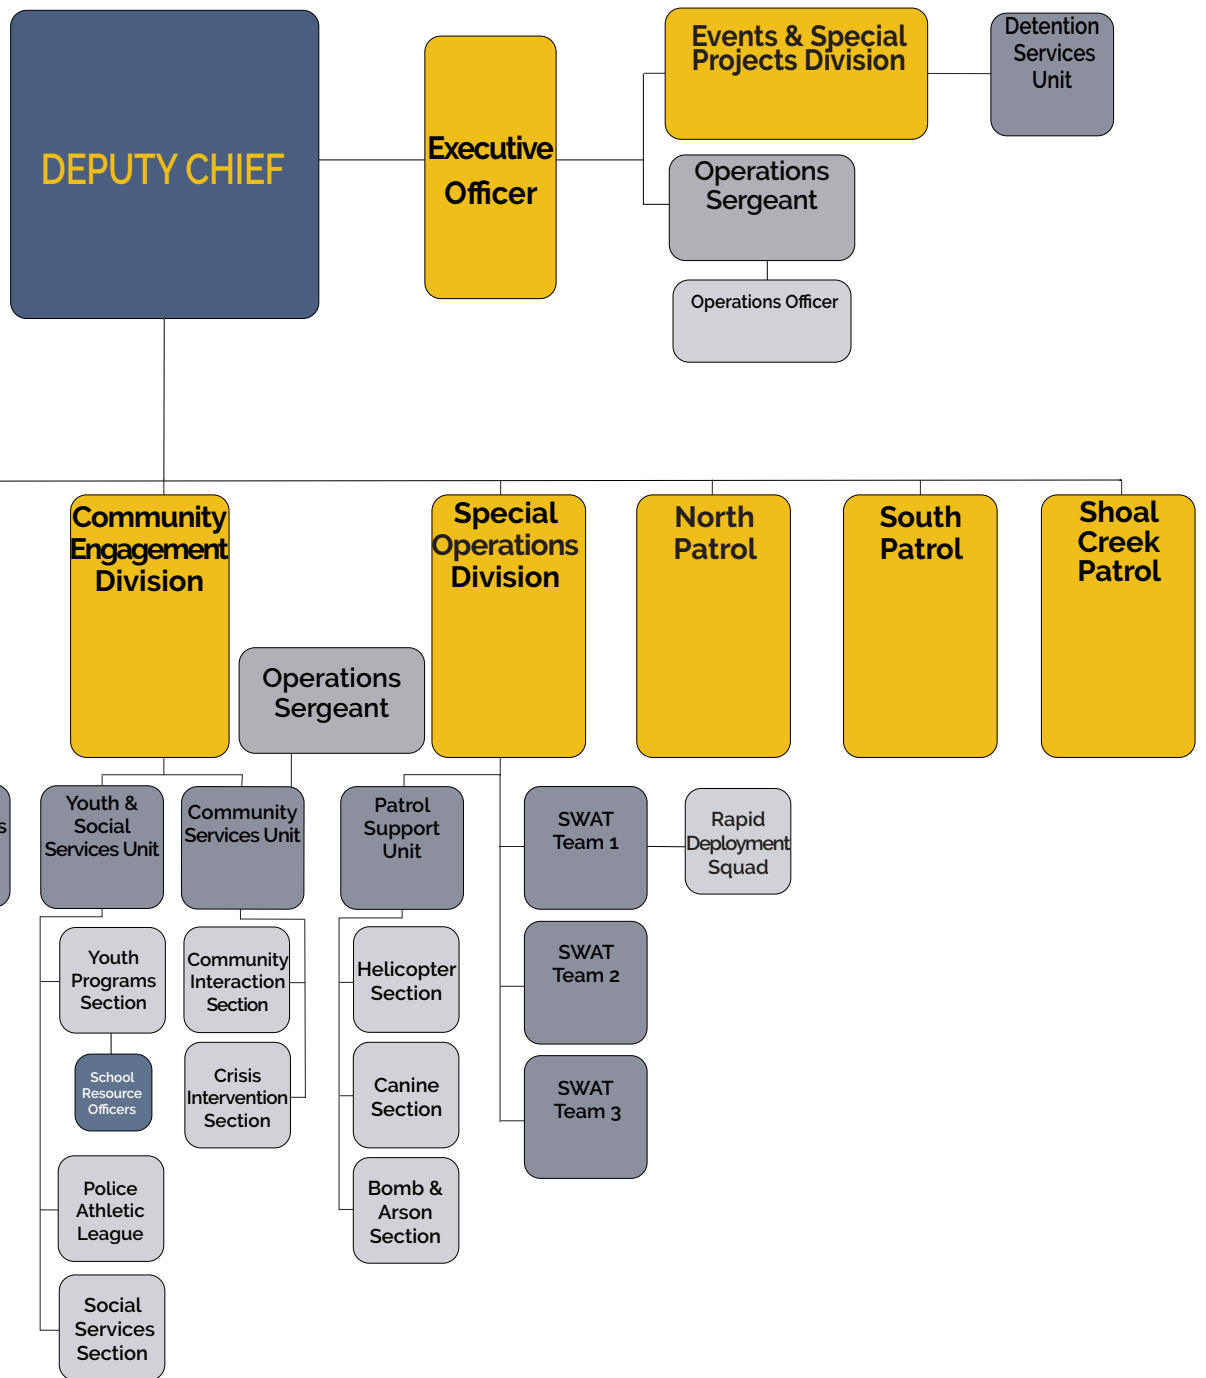 DEPUTY CHIEF
Executive
Officer
Events & Special
Projects Division
Detention
Services
Unit
Operations
Sergeant
Operations Officer
Community
Engagement
Division
Special
Operations
Division
North
Patrol
South
Patrol
Shoal
Creek
Patrol
Operations
Sergeant
s
Youth &
Social
Services Unit
Community
Services Unit
Patrol
Support
Unit
SWAT
Team 1
Rapid
Deployment
Squad
Youth
Programs
Section
Community
Interaction
Section
Helicopter
Section
SWAT
Team 2
School
Resource
Officers
Crisis
Intervention
Section
Canine
Section
SWAT
Team 3
Police
Athletic
League
Bomb &
Arson
Section
Social
Services
Section